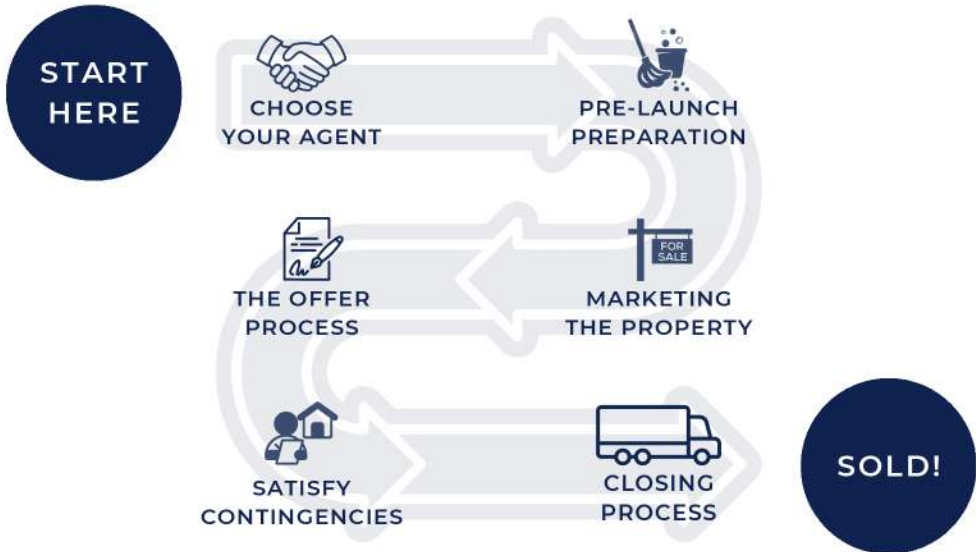 START
HERE
CHOOSE
YOUR AGENT
PRE-LAUNCH
PREPARATION
FOR
SALE
MARKETING
THE PROPERTY
THE OFFER
PROCESS
SATISFY
CONTINGENCIES
CLOSING
PROCESS
SOLD!